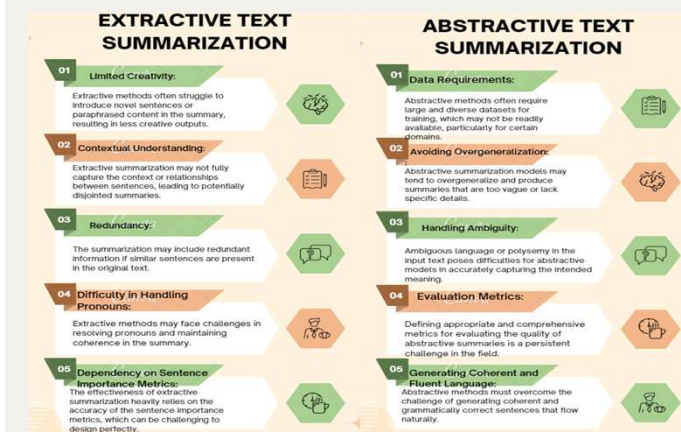 EXTRACTIVE TEXT
SUMMARIZATION
01
Limited Creativity:
Extractive methods often struggle to
introduce novel sentences or
paraphrased content in the summary,
resulting in less creative outputs.
02
Contextual Understanding:
Extractive summarization may not fully
capture the context or relationships
between sentences, leading to potentially
disjointed summaries.
03
Redundancy:
The summarization may include redundant
information if similar sentences are present
in the original text.
04
Difficulty in Handling
Pronouns:
Extractive methods may face challenges in
resolving pronouns and maintaining
coherence in the summary.
05
Dependency on Sentence
Importance Metrics:
The effectiveness of extractive
summarization heavily relies on the
accuracy of the sentence importance
metrics, which can be challenging to
design perfectly.
ABSTRACTIVE TEXT
SUMMARIZATION
01
Data Requirements:
Abstractive methods often require
large and diverse datasets for
training, which may not be readily
available, particularly for certain
domains.
02
Avoiding Overgeneralization:
Abstractive summarization models may
tend to overgeneralize and produce
summaries that are too vague or lack
specific details.
03
Handling Ambiguity:
Ambiguous language or polysemy in the
input text poses difficulties for abstractive
models in accurately capturing the intended
meaning.
04
Evaluation Metrics:
Defining appropriate and comprehensive
metrics for evaluating the quality of
abstractive summaries is a persistent
challenge in the field.
05
Generating Coherent and
Fluent Language:
Abstractive methods must overcome the
challenge of generating coherent and
grammatically correct sentences that flow
naturally.